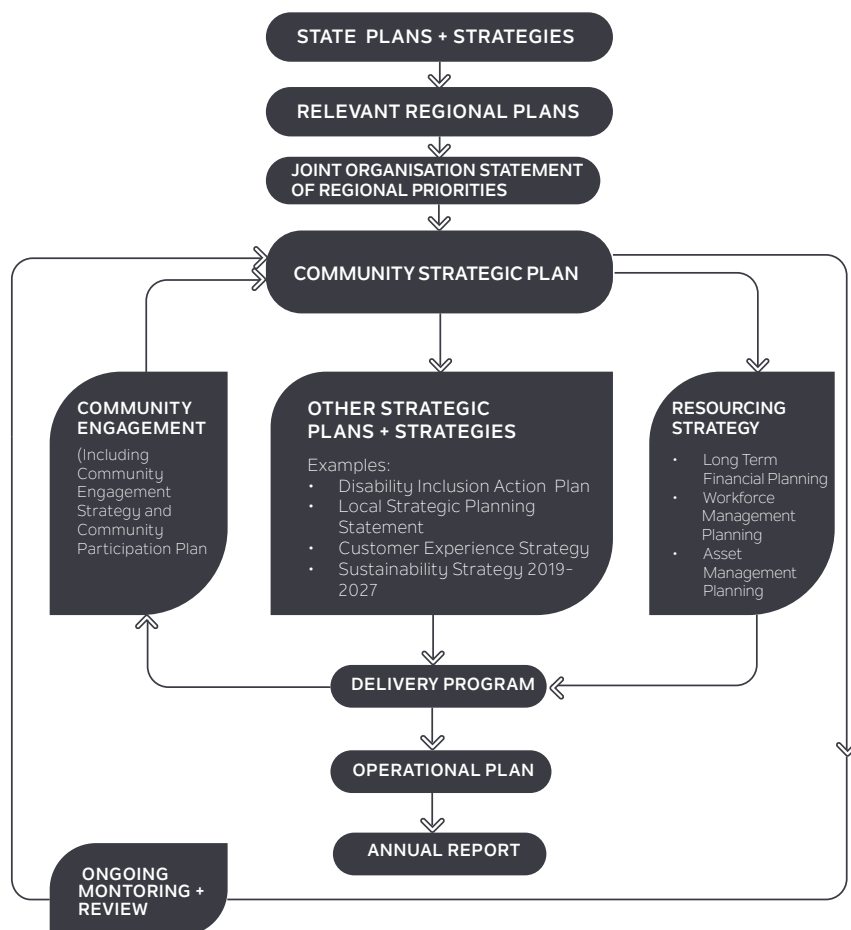 STATE PLANS + STRATEGIES
RELEVANT REGIONAL PLANS
JOINT ORGANISATION STATEMENT
OF REGIONAL PRIORITIES
COMMUNITY STRATEGIC PLAN
COMMUNITY
ENGAGEMENT
(Including
Community
Engagement
Strategy and
Community
Participation Plan
OTHER STRATEGIC
PLANS + STRATEGIES
Examples:
• Disability Inclusion Action Plan
• Local Strategic Planning
Statement
• Customer Experience Strategy
• Sustainability Strategy 2019-
2027
RESOURCING
STRATEGY
• Long Term
Financial Planning
• Workforce
Management
Planning
• Asset
Management
Planning
DELIVERY PROGRAM
OPERATIONAL PLAN
ANNUAL REPORT
ONGOING
MONTORING +
REVIEW